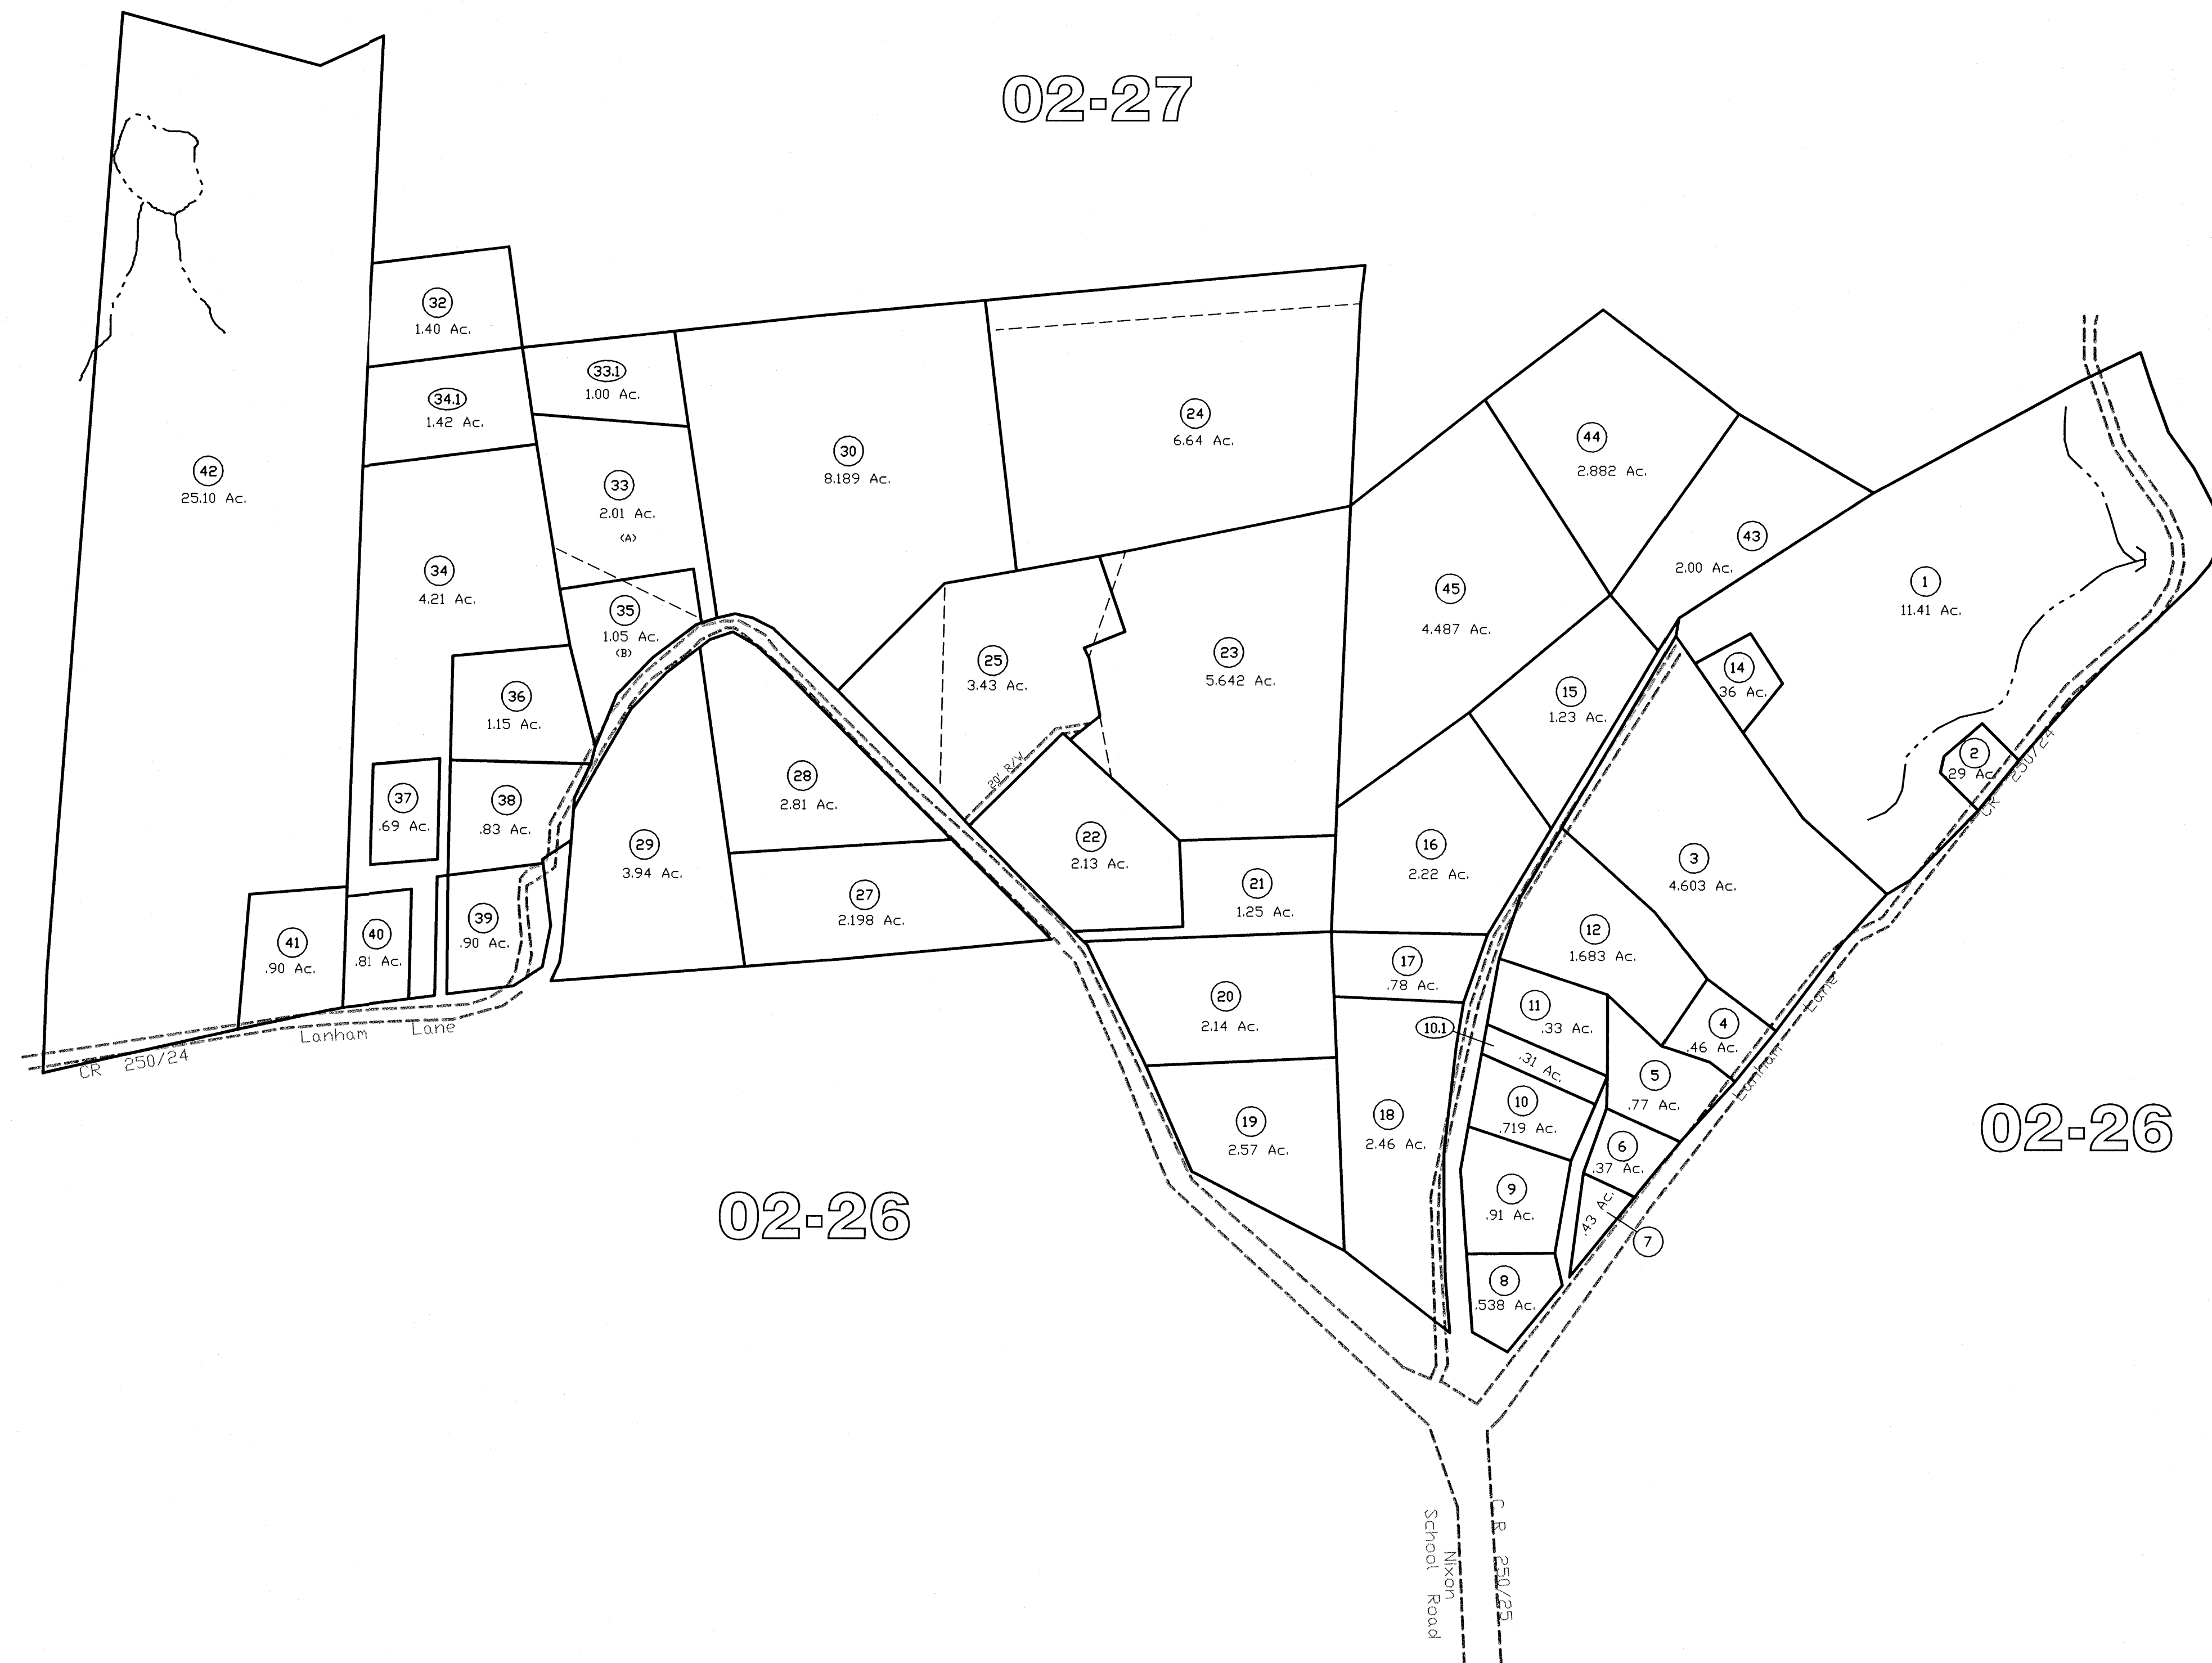 02-27
32
1.40 Ac.
33.1
1.00 Ac.
34.1
1.42 Ac.
24
6.64 Ac.
44
2.882 Ac.
30
8.189 Ac.
42
25.10 Ac.
33
2.01 Ac.
(A)
43
2.00 Ac.
34
4.21 Ac.
1
11.41 Ac.
45
4.487 Ac.
35
1.05 Ac.
(B)
25
3.43 Ac.
23
5.642 Ac.
14
36 Ac.
36
1.15 Ac.
15
1.23 Ac.
2
29 Ac.
CR 250/24
20' R/W
28
2.81 Ac.
37
.69 Ac.
38
.83 Ac.
29
3.94 Ac.
22
2.13 Ac.
16
2.22 Ac.
3
4.603 Ac.
27
2.198 Ac.
21
1.25 Ac.
39
.90 Ac.
40
.81 Ac.
41
.90 Ac.
12
1.683 Ac.
17
.78 Ac.
20
2.14 Ac.
11
.33 Ac.
10.1
.31 Ac.
4
.46 Ac.
Lanham Lane
Lanham Lane
CR 250/24
5
.77 Ac.
10
.719 Ac.
18
2.46 Ac.
19
2.57 Ac.
6
.37 Ac.
02-26
9
.91 Ac.
.43 Ac.
7
02-26
8
.538 Ac.
C R 250/25
Nixon
School Road